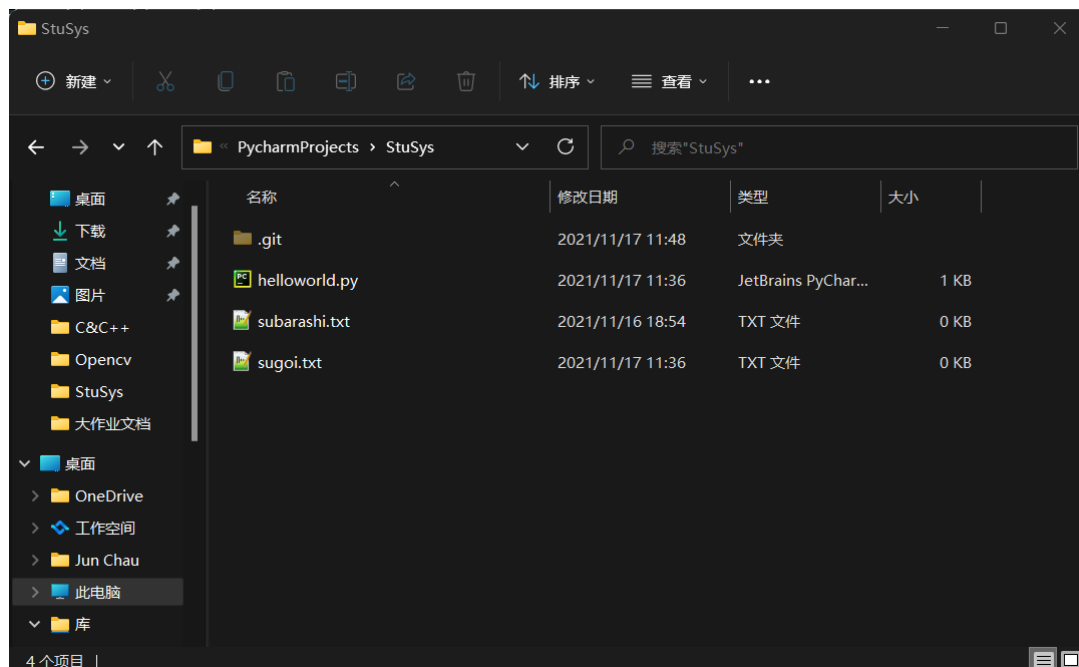 StuSys
新建
排序
查看
« PycharmProjects › StuSys
搜索"StuSys"
名称 修改日期 类型 大小
.git 2021/11/17 11:48 文件夹
helloworld.py 2021/11/17 11:36 JetBrains PyChar... 1 KB
subarashi.txt 2021/11/16 18:54 TXT 文件 0 KB
sugoi.txt 2021/11/17 11:36 TXT 文件 0 KB
桌面
下载
文档
图片
C&C++
Opencv
StuSys
大作业文档
桌面
OneDrive
工作空间
Jun Chau
此电脑
库
4 个项目